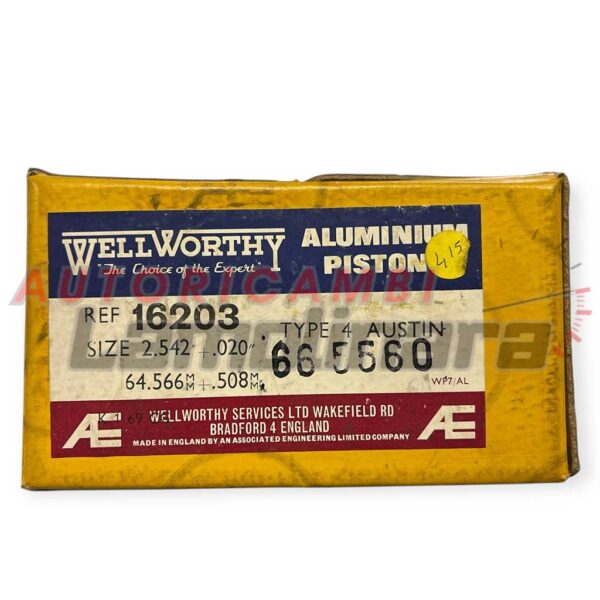 WELLWORTHY
"The Choice of the Expert"
ALUMINIUM
PISTON
415
AUTORICAMBI
REF 16203
TYPE 4 AUSTIN
SIZE 2.542" +.020"
665560
64.566M/M +.508M/M
WP7/AL
AE
WELLWORTHY SERVICES LTD WAKEFIELD RD
BRADFORD 4 ENGLAND
MADE IN ENGLAND BY AN ASSOCIATED ENGINEERING LIMITED COMPANY
AE